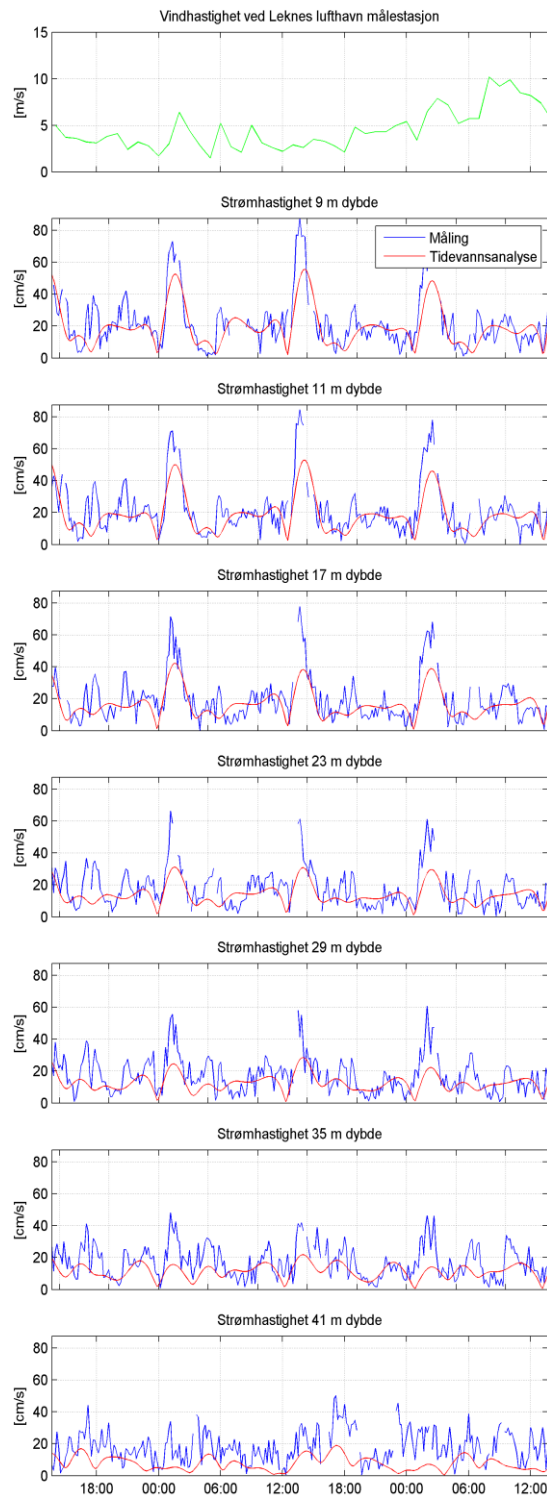 Vindhastighet ved Leknes lufthavn målestasjon
15
10
5
0
[m/s]
Strømhastighet 9 m dybde
80
60
40
20
0
[cm/s]
Måling
Tidevannsanalyse
Strømhastighet 11 m dybde
80
60
40
20
0
[cm/s]
Strømhastighet 17 m dybde
80
60
40
20
0
[cm/s]
Strømhastighet 23 m dybde
80
60
40
20
0
[cm/s]
Strømhastighet 29 m dybde
80
60
40
20
0
[cm/s]
Strømhastighet 35 m dybde
80
60
40
20
0
[cm/s]
Strømhastighet 41 m dybde
80
60
40
20
0
[cm/s]
18:00 00:00 06:00 12:00 18:00 00:00 06:00 12:00